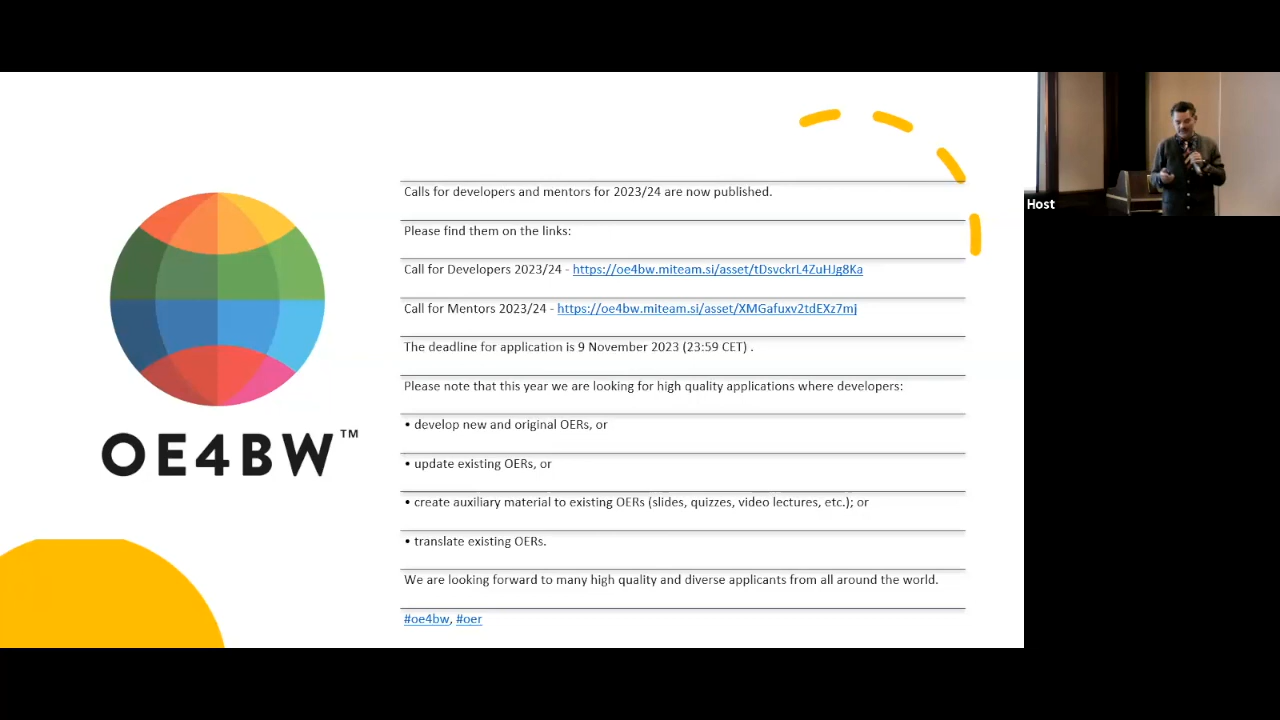 Calls for developers and mentors for 2023/24 are now published.
Please find them on the links:
Call for Developers 2023/24 - https://oe4bw.miteam.si/asset/tDsvckrL4ZuHJg8Ka
Call for Mentors 2023/24 - https://oe4bw.miteam.si/asset/XMGafuxv2tdEXz7mj
The deadline for application is 9 November 2023 (23:59 CET) .
Please note that this year we are looking for high quality applications where developers:
• develop new and original OERs, or
• update existing OERs, or
• create auxiliary material to existing OERs (slides, quizzes, video lectures, etc.); or
• translate existing OERs.
We are looking forward to many high quality and diverse applicants from all around the world.
#oe4bw, #oer
OE4BW™
Host